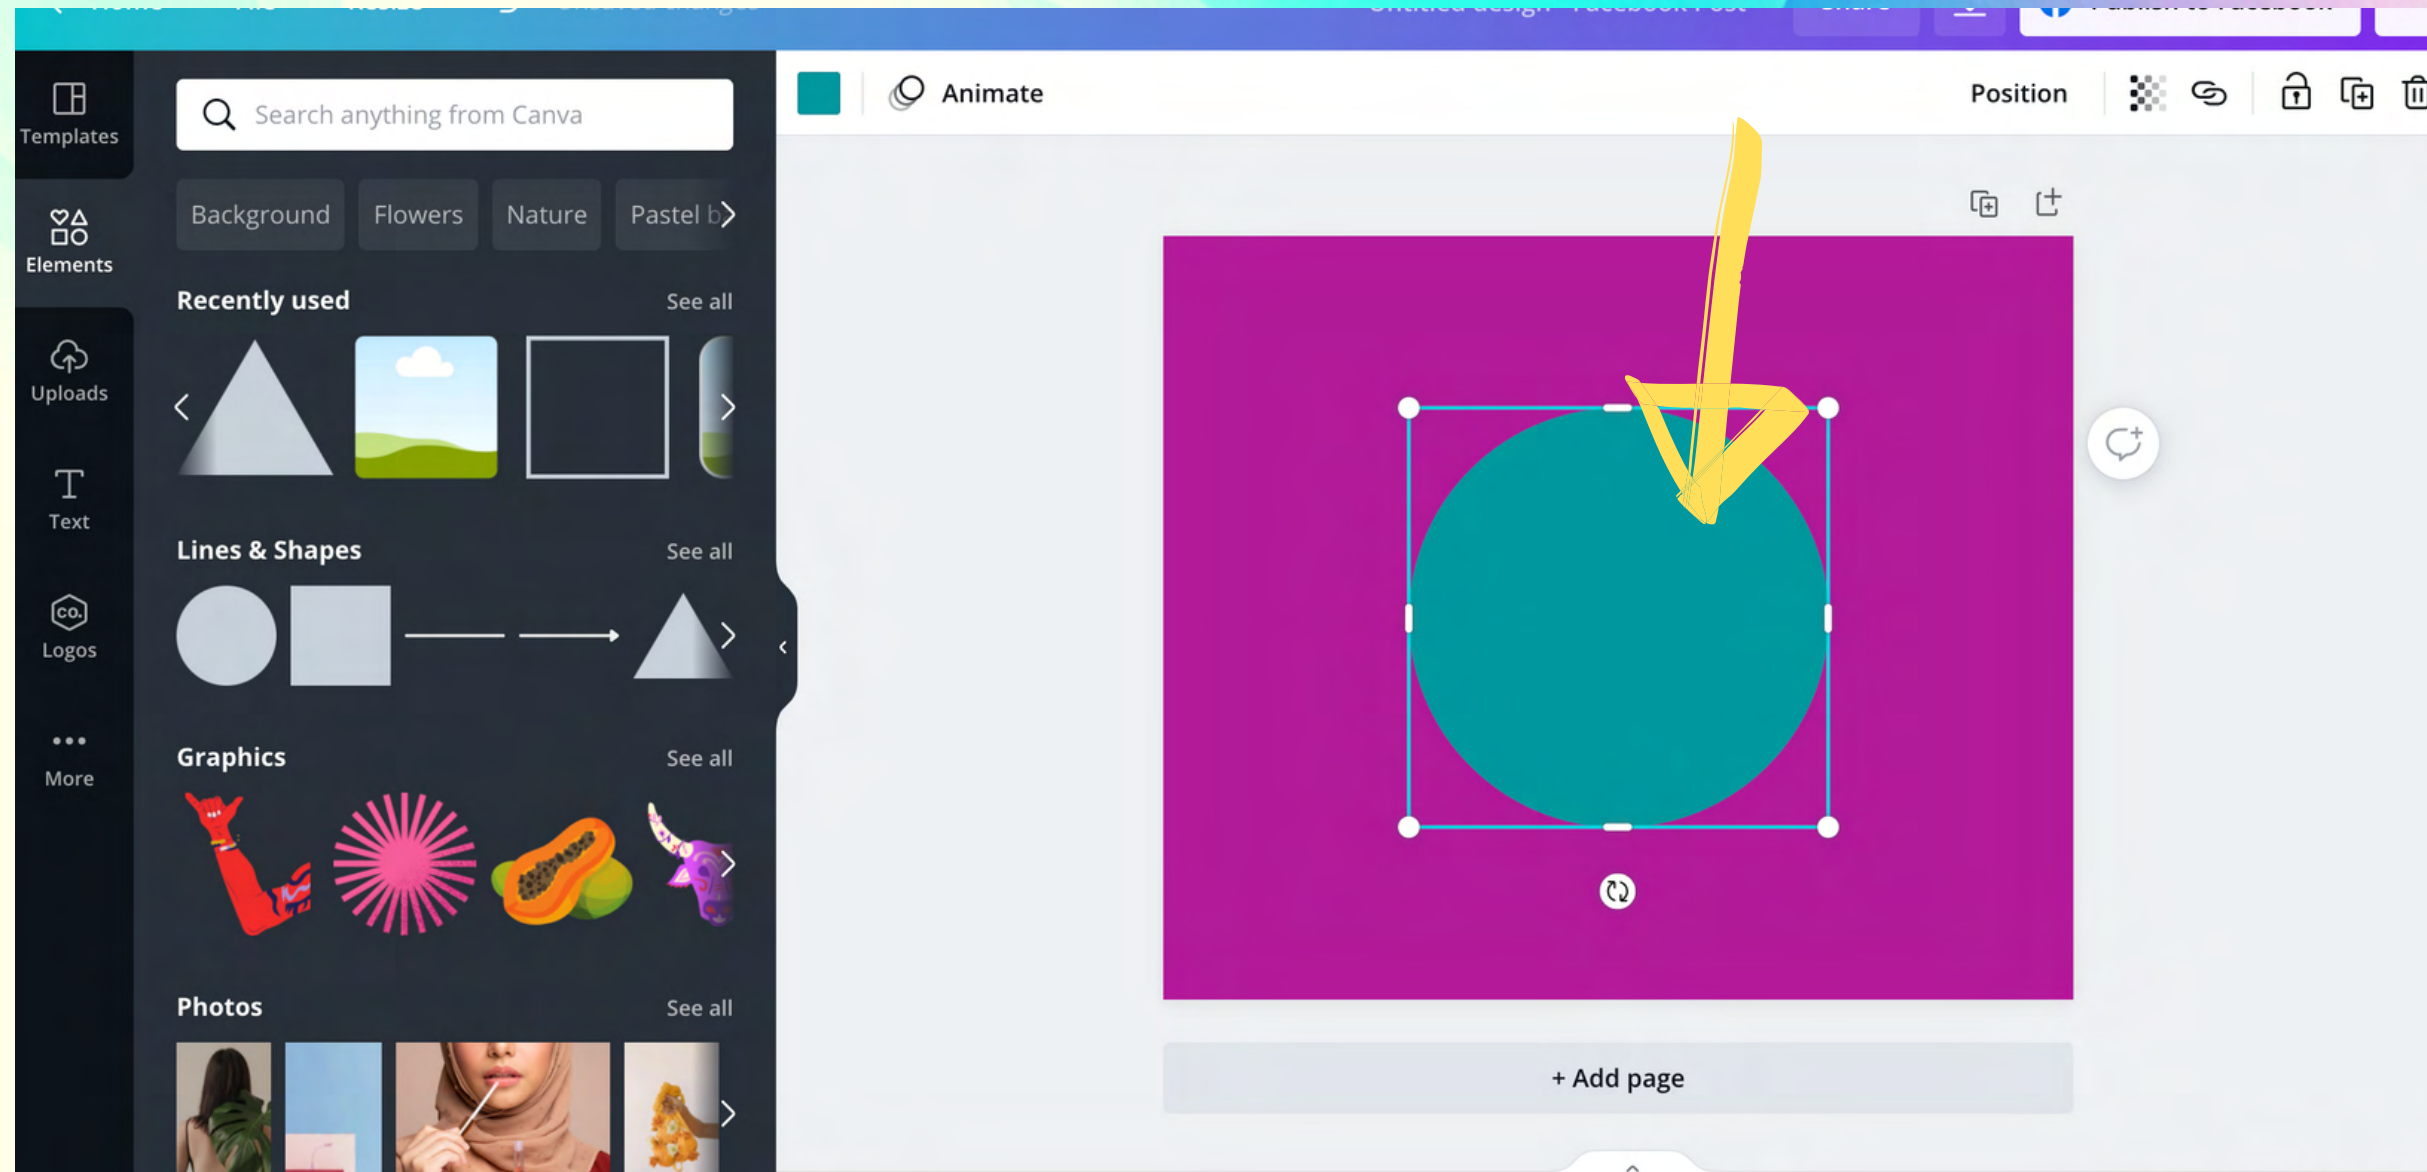 Templates
Elements
Uploads
Text
CO.
Logos
More
Search anything from Canva
Background
Flowers
Nature
Pastel b
Recently used
See all
Lines & Shapes
See all
Graphics
See all
Photos
See all
Animate
Position
+ Add page